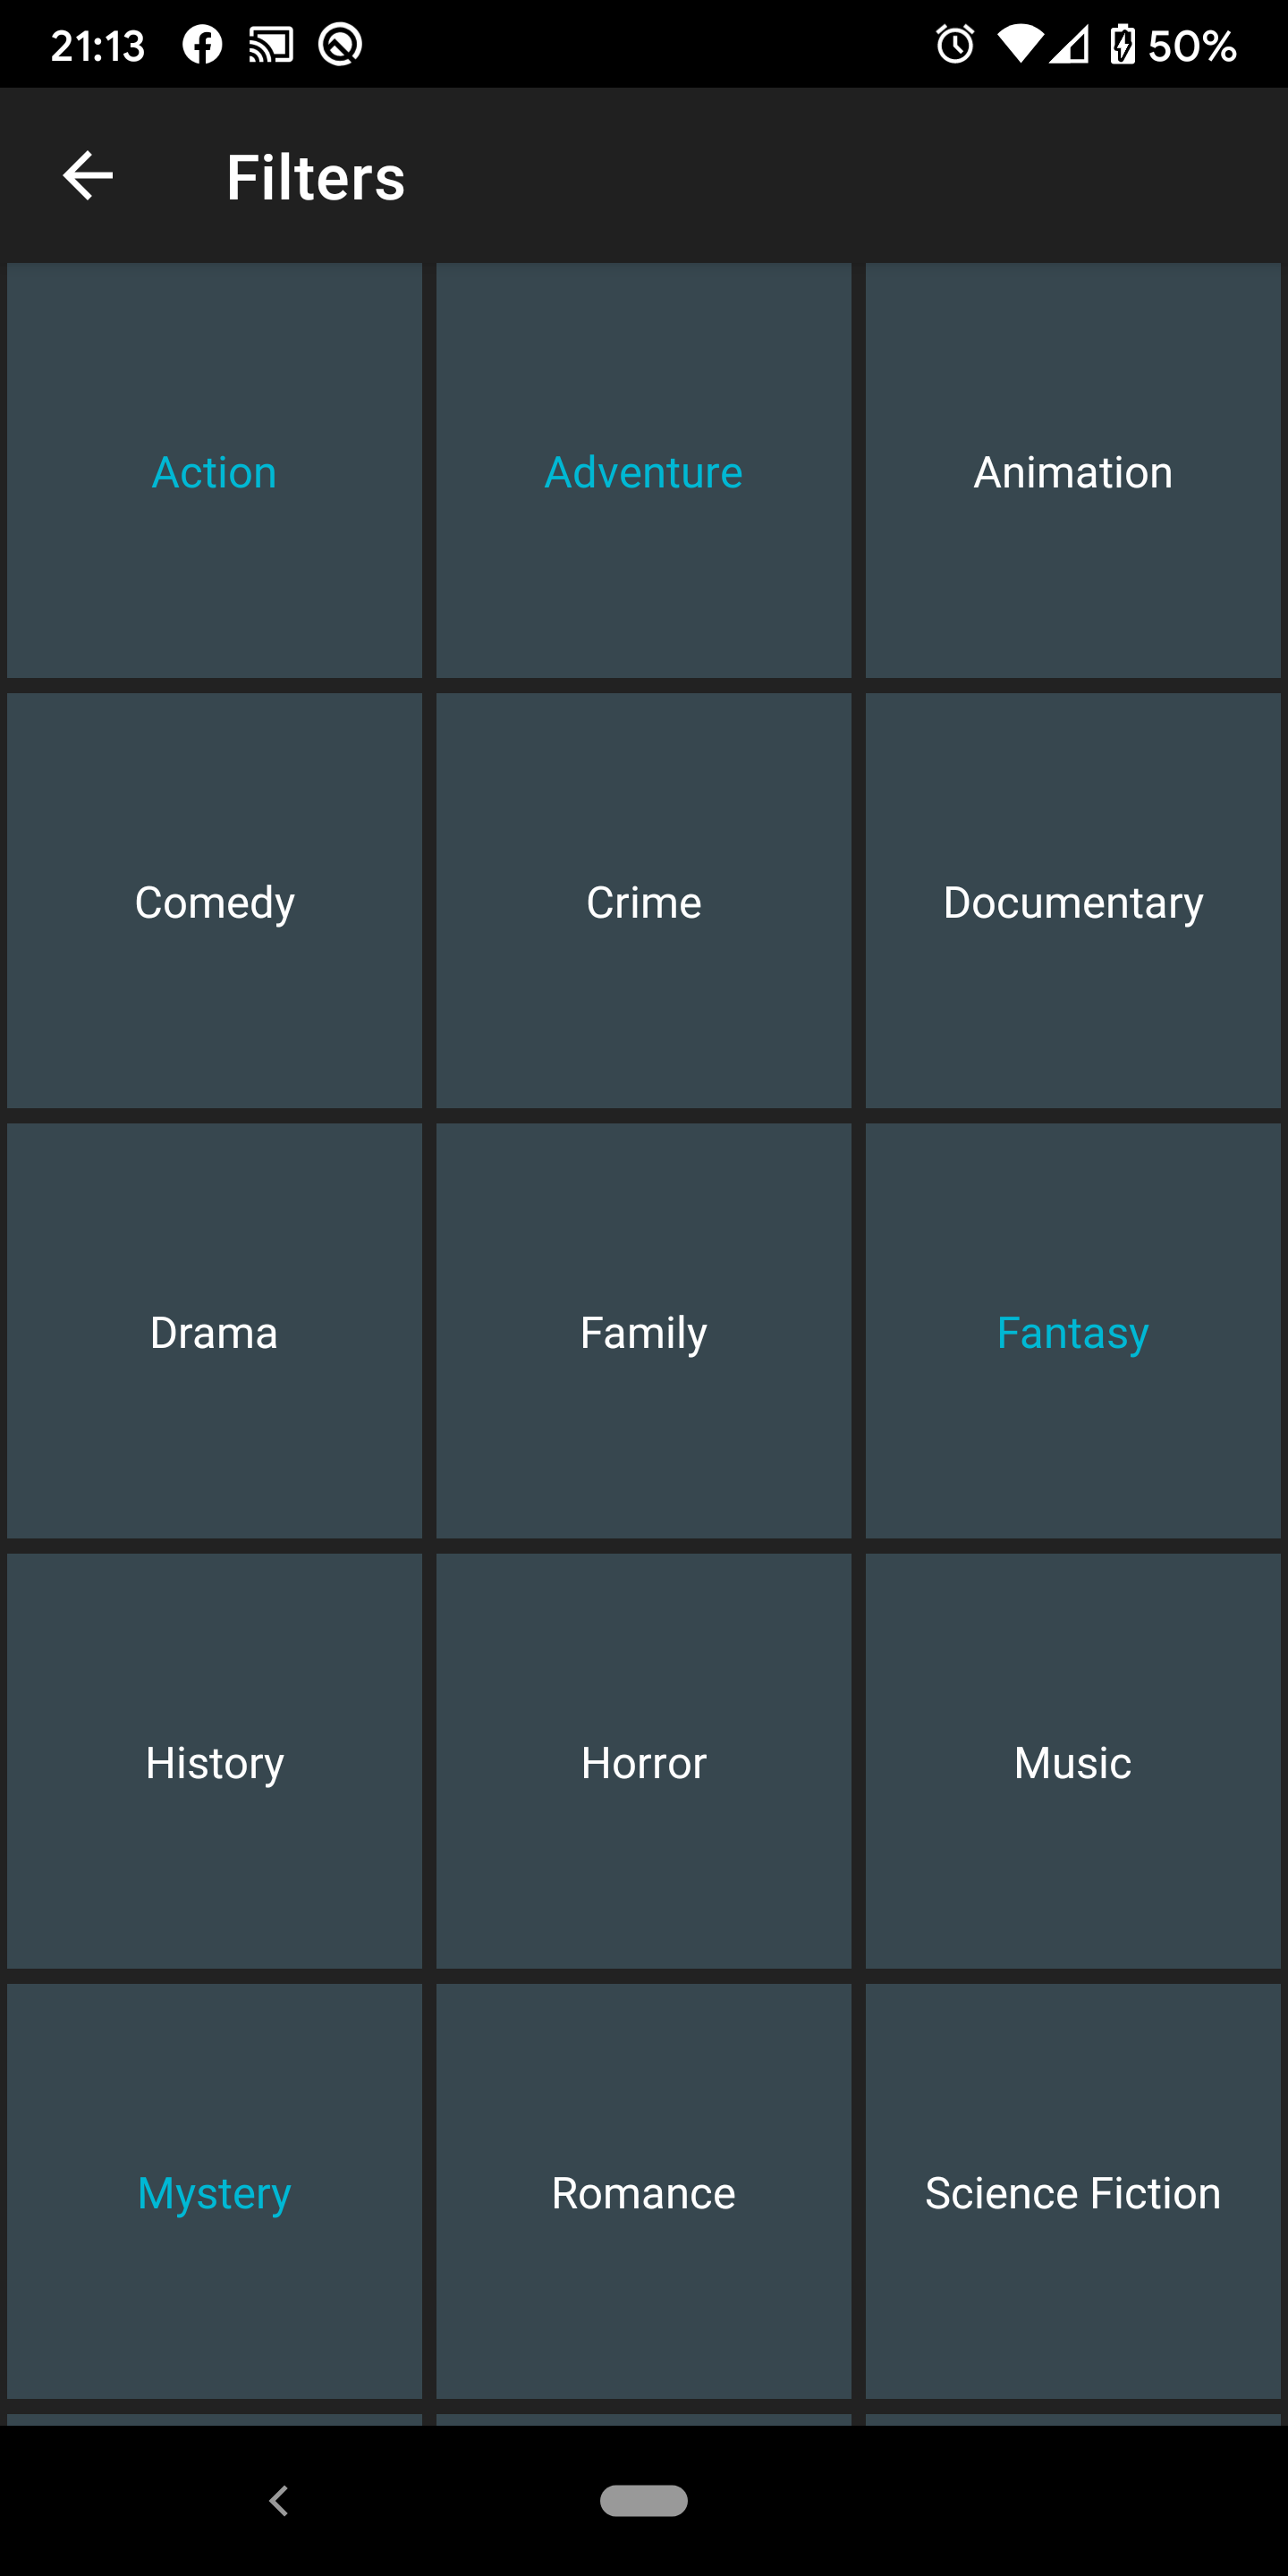 21:13 50%
Filters
Action Adventure Animation
Comedy Crime Documentary
Drama Family Fantasy
History Horror Music
Mystery Romance Science Fiction